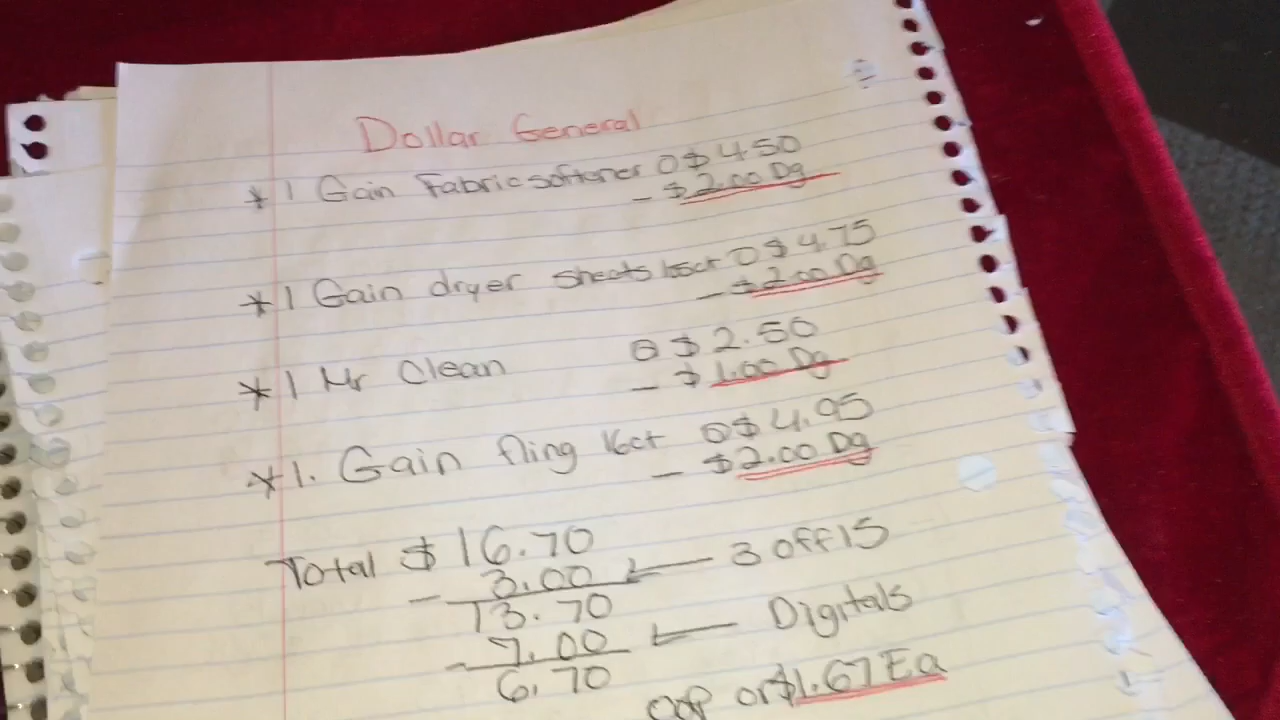 Dollar General
* 1 Gain Fabric softener @ $ 4.50
- $2.00 Dg
* 1 Gain dryer sheets @ $ 4.75
- $2.00 Dg
* 1 Mr Clean @ $ 2.50
- $ 1.00 Dg
* 1. Gain fling 16ct @ $ 4.95
- $2.00 Dg
Total $ 16.70
- 3.00 ← 3 off 15
13.70
- 7.00 ← Digitals
6.70
OOP or $1.67 Ea